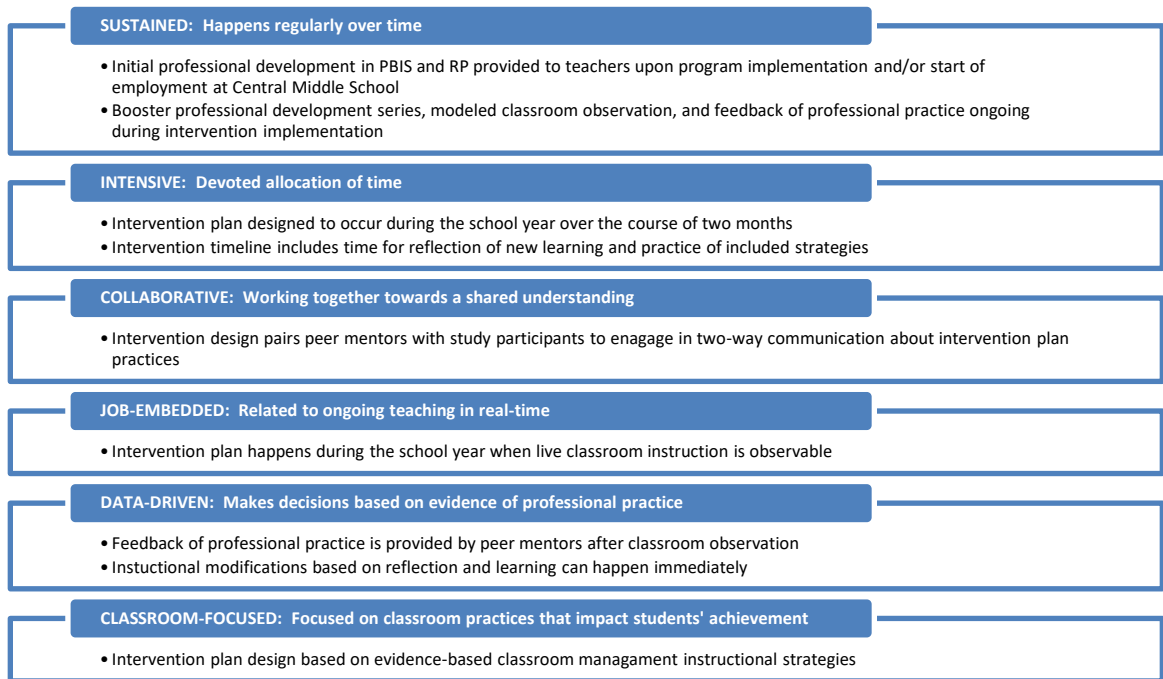 SUSTAINED: Happens regularly over time
• Initial professional development in PBIS and RP provided to teachers upon program implementation and/or start of
employment at Central Middle School
• Booster professional development series, modeled classroom observation, and feedback of professional practice ongoing
during intervention implementation
INTENSIVE: Devoted allocation of time
• Intervention plan designed to occur during the school year over the course of two months
• Intervention timeline includes time for reflection of new learning and practice of included strategies
COLLABORATIVE: Working together towards a shared understanding
• Intervention design pairs peer mentors with study participants to enagage in two-way communication about intervention plan
practices
JOB-EMBEDDED: Related to ongoing teaching in real-time
• Intervention plan happens during the school year when live classroom instruction is observable
DATA-DRIVEN: Makes decisions based on evidence of professional practice
• Feedback of professional practice is provided by peer mentors after classroom observation
• Instuctional modifications based on reflection and learning can happen immediately
CLASSROOM-FOCUSED: Focused on classroom practices that impact students' achievement
• Intervention plan design based on evidence-based classroom managament instructional strategies